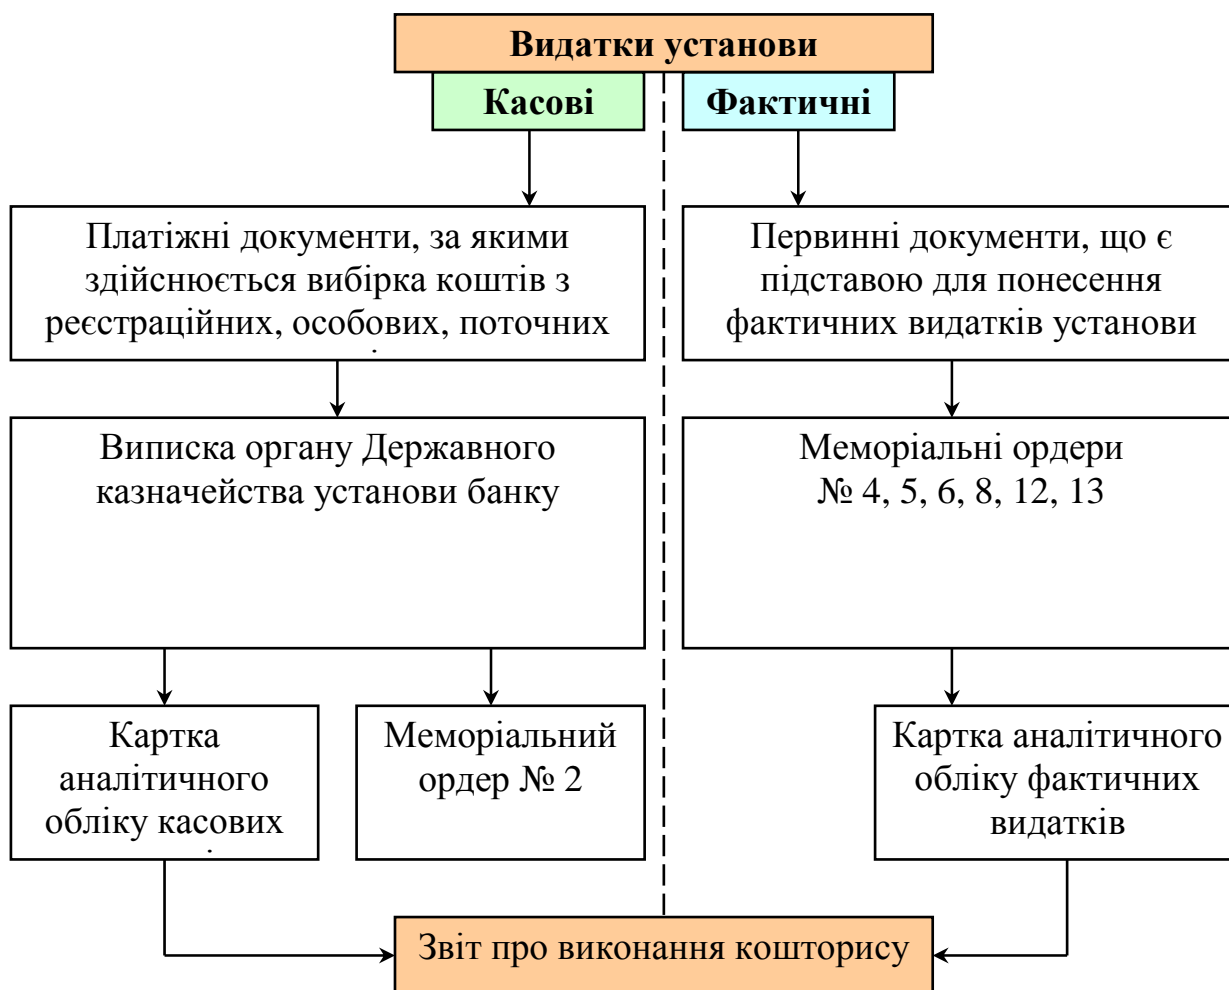 Видатки установи
Касові
Фактичні
Платіжні документи, за якими
здійснюється вибірка коштів з
реєстраційних, особових, поточних
Первинні документи, що є
підставою для понесення
фактичних видатків установи
Виписка органу Державного
казначейства установи банку
Меморіальні ордери
№ 4, 5, 6, 8, 12, 13
Картка
аналітичного
обліку касових
Меморіальний
ордер № 2
Картка аналітичного
обліку фактичних
видатків
Звіт про виконання кошторису